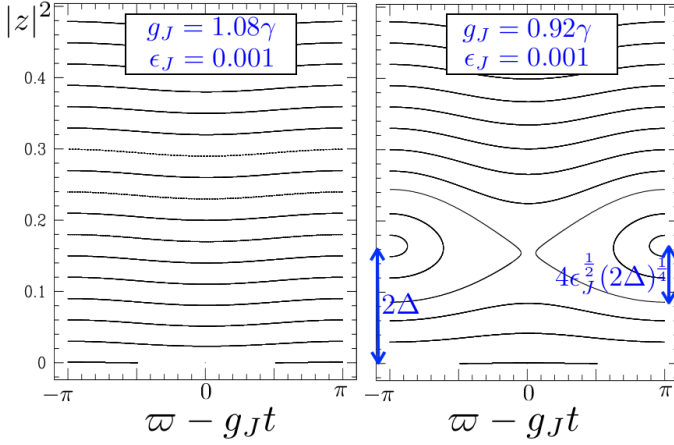 |z|²
g_J = 1.08γ
ϵ_J = 0.001
0.4
0.3
0.2
0.1
0
−π
0
π
ϖ − g_J t
g_J = 0.92γ
ϵ_J = 0.001
2Δ
4ϵ_J^{1/2}(2Δ)^{1/4}
−π
0
π
ϖ − g_J t